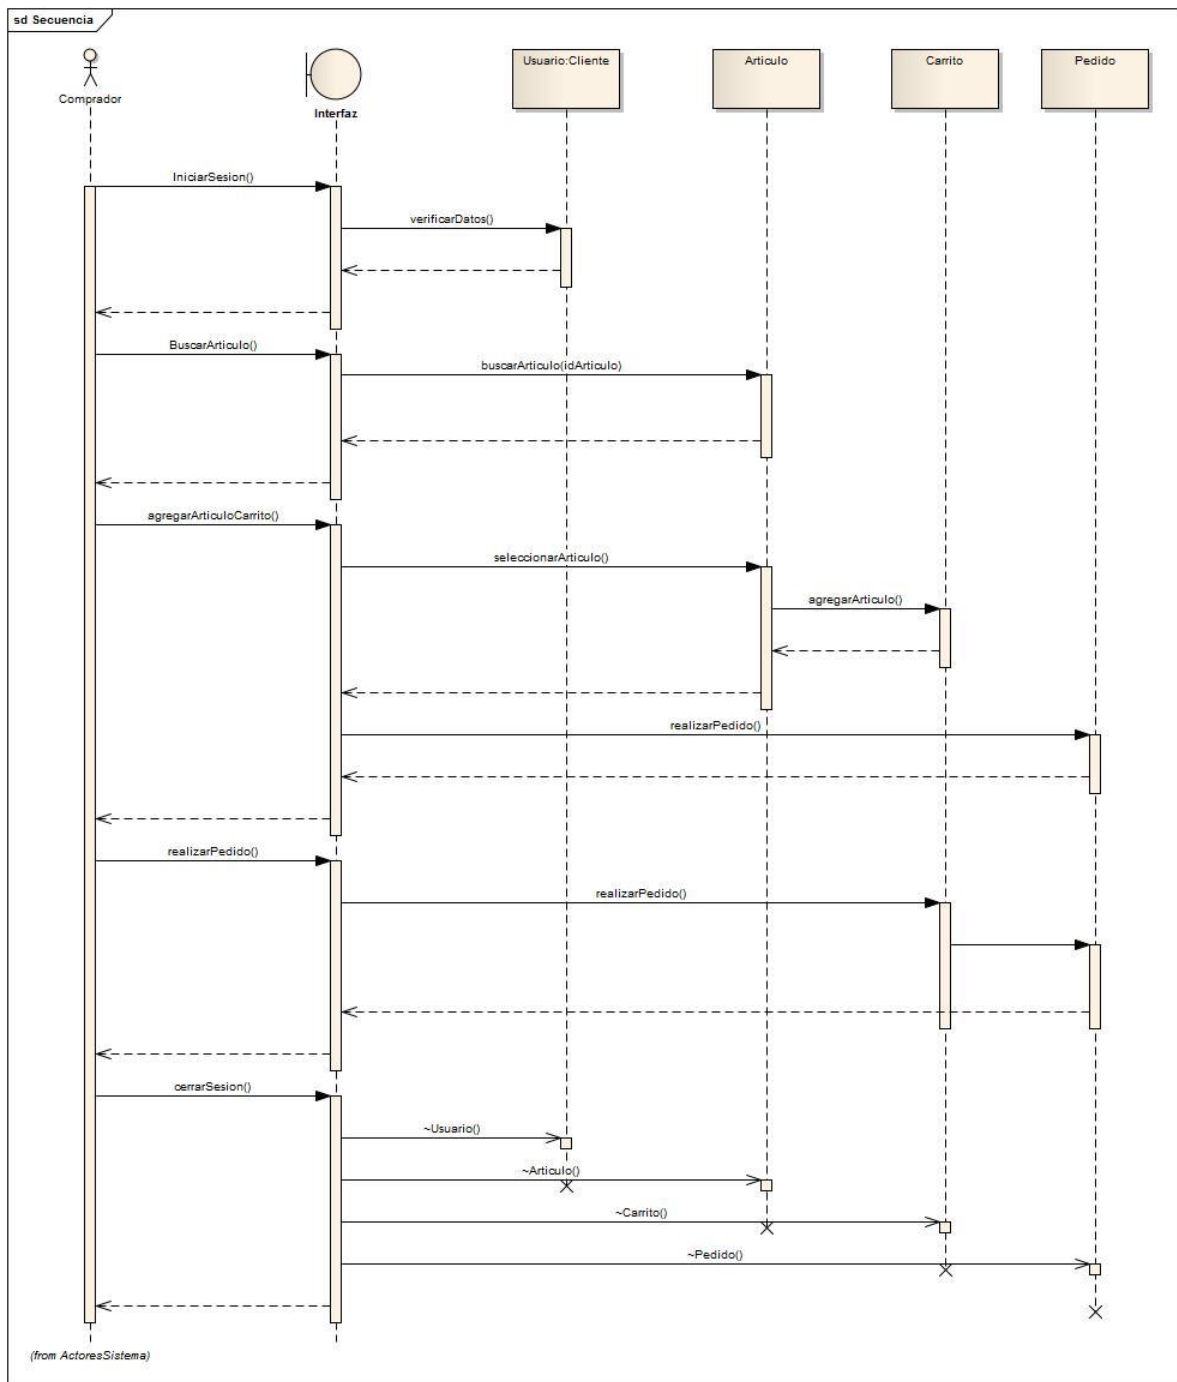 sd Secuencia
Comprador
Interfaz
Usuario:Cliente
Articulo
Carrito
Pedido
IniciarSesion()
verificarDatos()
BuscarArticulo()
buscarArticulo(idArticulo)
agregarArticuloCarrito()
seleccionarArticulo()
agregarArticulo()
realizarPedido()
realizarPedido()
realizarPedido()
cerrarSesion()
~Usuario()
~Articulo()
~Carrito()
~Pedido()
(from ActoresSistema)